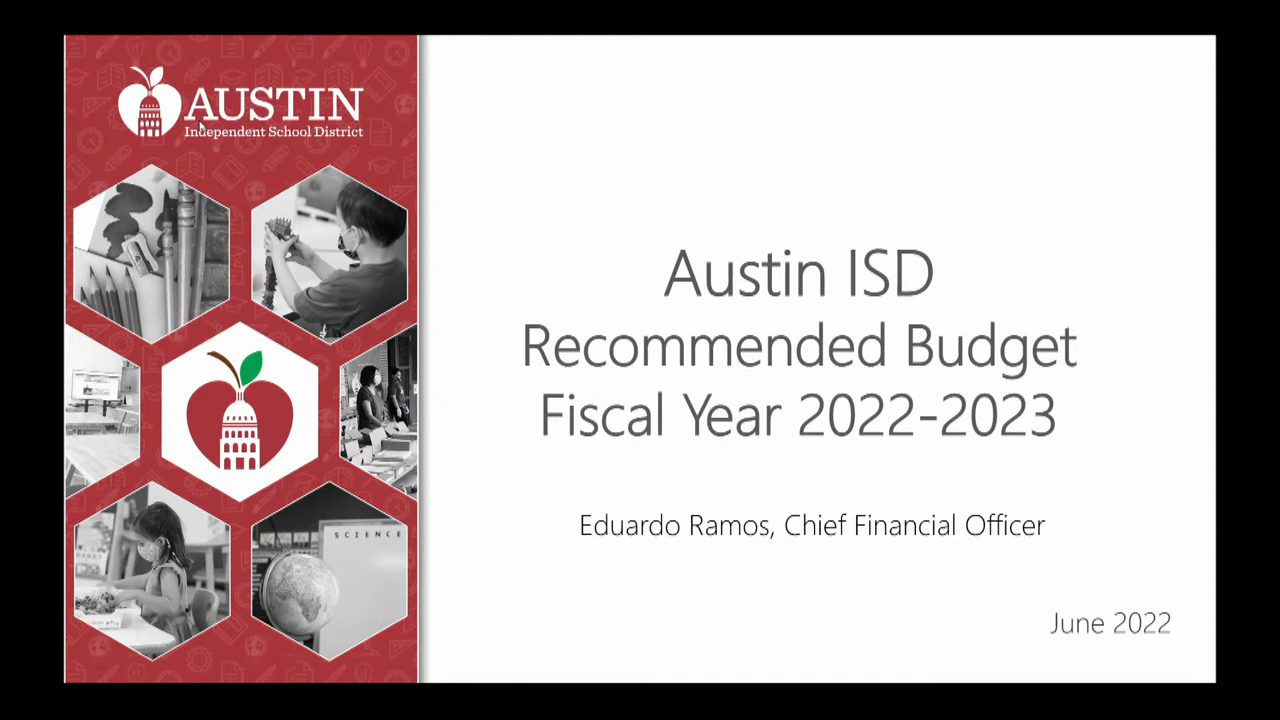 AUSTIN
Independent School District
SCIENCE
Austin ISD
Recommended Budget
Fiscal Year 2022-2023
Eduardo Ramos, Chief Financial Officer
June 2022